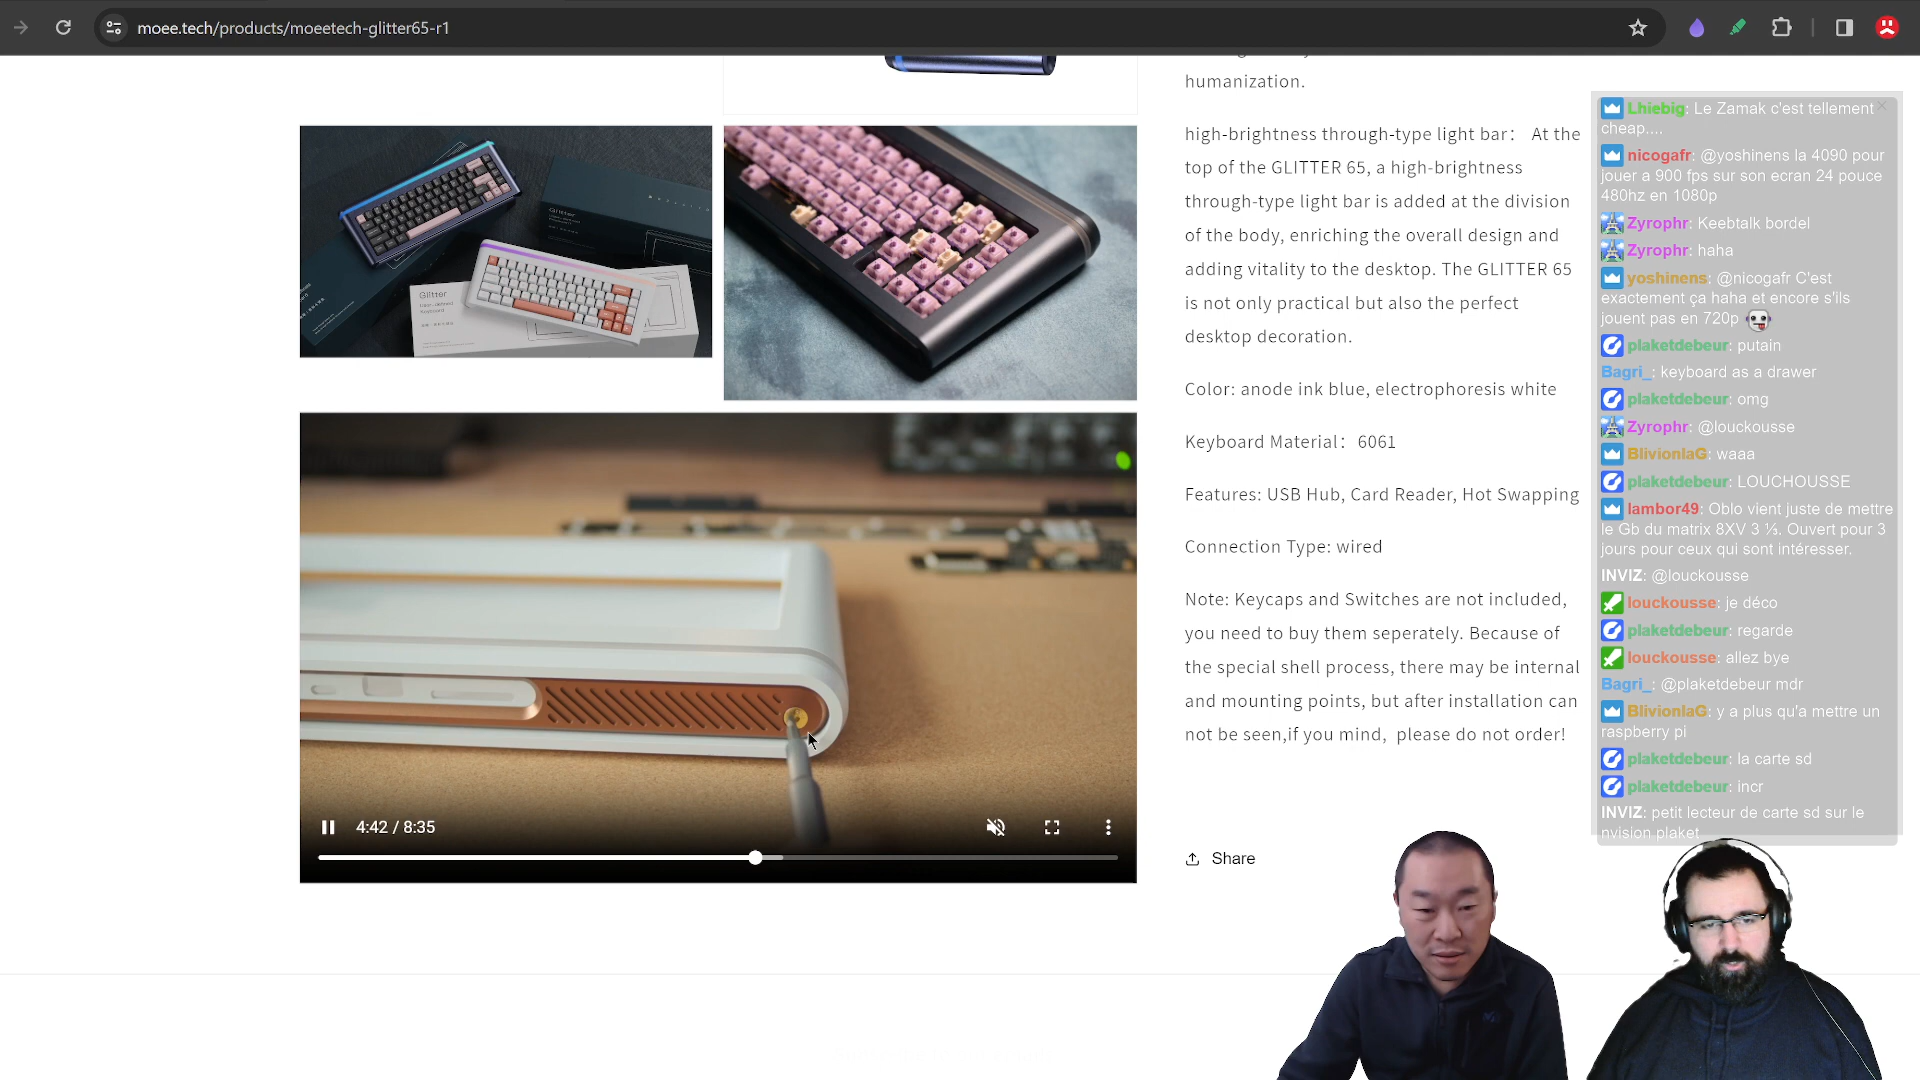 moee.tech/products/moeetech-glitter65-r1
humanization.
high-brightness through-type light bar： At the
top of the GLITTER 65, a high-brightness
through-type light bar is added at the division
of the body, enriching the overall design and
adding vitality to the desktop. The GLITTER 65
is not only practical but also the perfect
desktop decoration.
Color: anode ink blue, electrophoresis white
Keyboard Material： 6061
Features: USB Hub, Card Reader, Hot Swapping
Connection Type: wired
Note: Keycaps and Switches are not included,
you need to buy them seperately. Because of
the special shell process, there may be internal
and mounting points, but after installation can
not be seen,if you mind, please do not order!
Share
Glitter
Glitter
4:42 / 8:35
Lhiebig: Le Zamak c'est tellement
cheap....
nicogafr: @yoshinens la 4090 pour
jouer a 900 fps sur son ecran 24 pouce
480hz en 1080p
Zyrophr: Keebtalk bordel
Zyrophr: haha
yoshinens: @nicogafr C'est
exactement ça haha et encore s'ils
jouent pas en 720p
plaketdebeur: putain
Bagri_: keyboard as a drawer
plaketdebeur: omg
Zyrophr: @louckousse
BlivionlaG: waaa
plaketdebeur: LOUCHOUSSE
lambor49: Oblo vient juste de mettre
le Gb du matrix 8XV 3 ⅓. Ouvert pour 3
jours pour ceux qui sont intéresser.
INVIZ: @louckousse
louckousse: je déco
plaketdebeur: regarde
louckousse: allez bye
Bagri_: @plaketdebeur mdr
BlivionlaG: y a plus qu'a mettre un
raspberry pi
plaketdebeur: la carte sd
plaketdebeur: incr
INVIZ: petit lecteur de carte sd sur le
nvision plaket